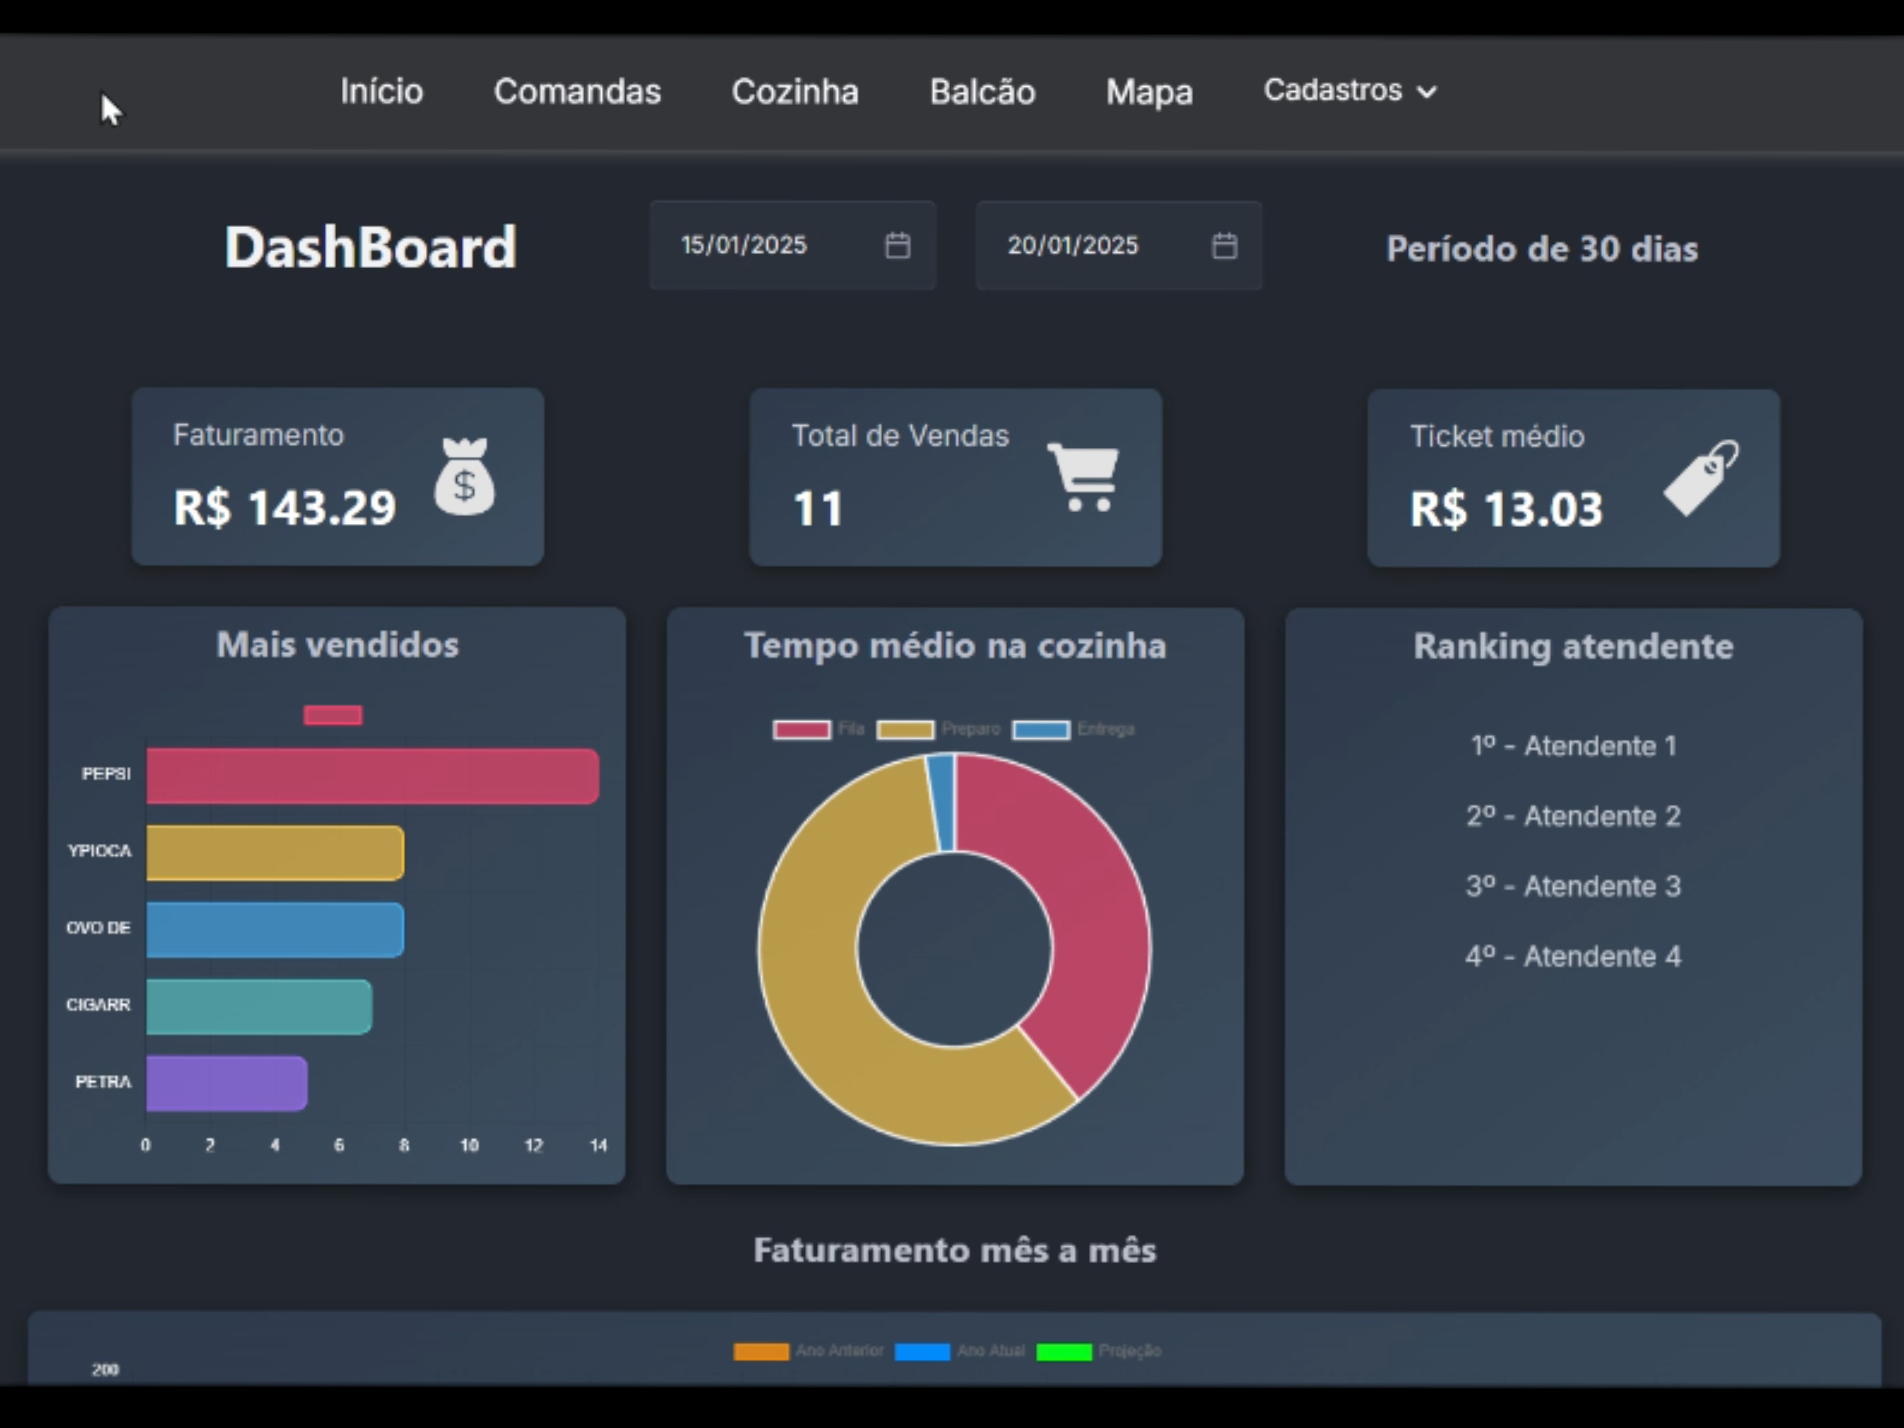 Início Comandas Cozinha Balcão Mapa Cadastros
DashBoard 15/01/2025 20/01/2025 Período de 30 dias
Faturamento
R$ 143.29
$
Total de Vendas
11
Ticket médio
R$ 13.03
Mais vendidos
PEPSI
YPIOCA
OVO DE
CIGARR
PETRA
0 2 4 6 8 10 12 14
Tempo médio na cozinha
Fila Preparo Entrega
Ranking atendente
1º - Atendente 1
2º - Atendente 2
3º - Atendente 3
4º - Atendente 4
Faturamento mês a mês
Ano Anterior Ano Atual Projeção
200